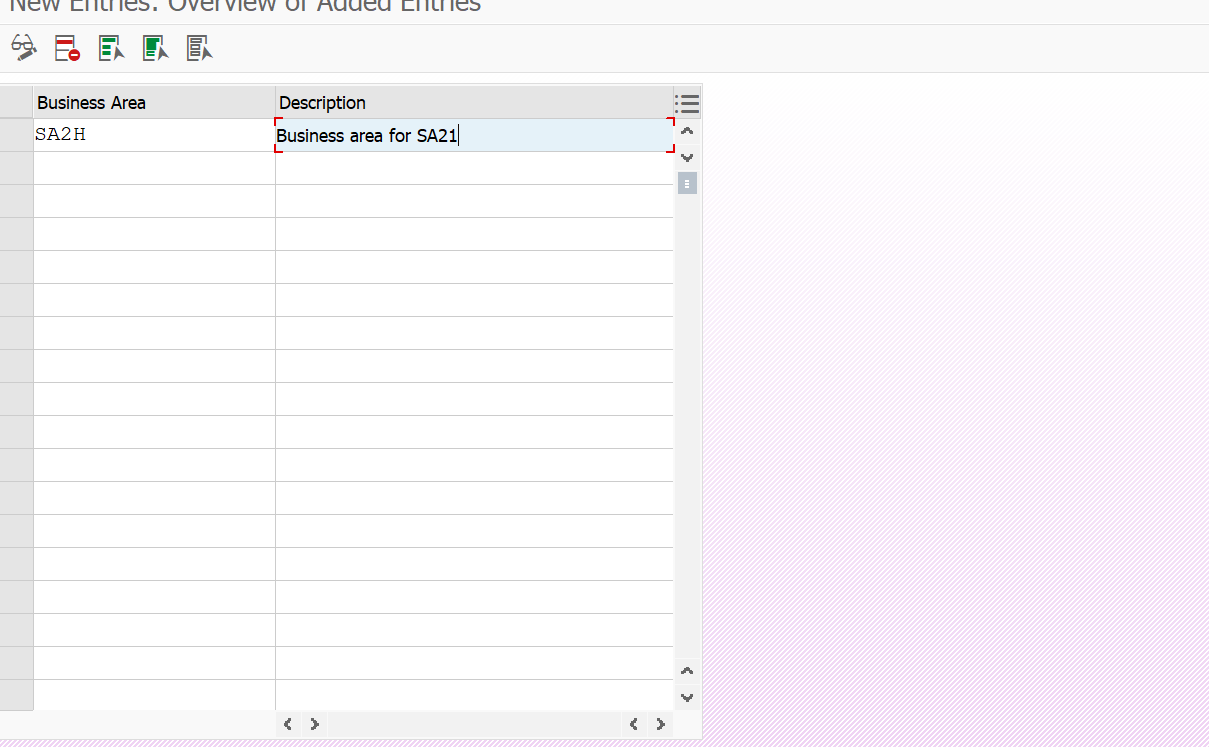 New Entries: Overview of Added Entries
Business Area Description
SA2H Business area for SA21